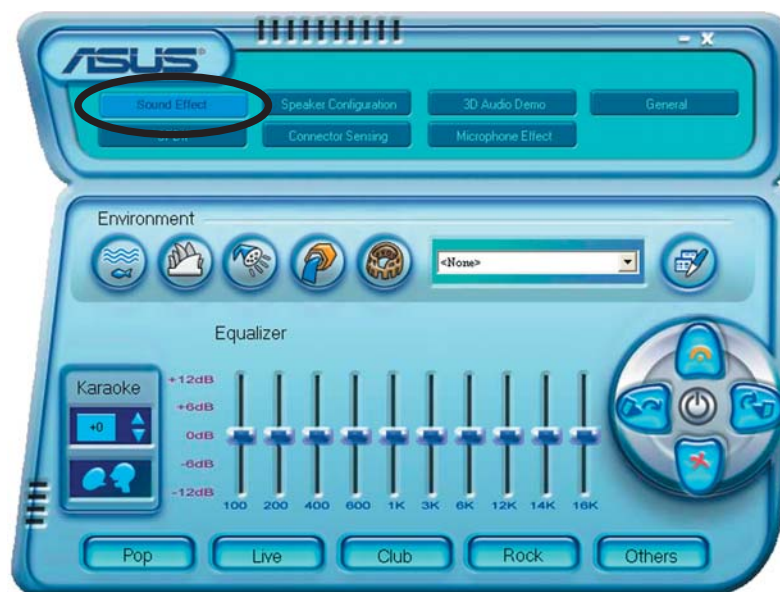 ASUS®
- X
Sound Effect Speaker Configuration 3D Audio Demo General
Connector Sensing Microphone Effect
Environment
<None>
Equalizer
Karaoke
+0
+12dB
+6dB
0dB
-6dB
-12dB
100 200 400 600 1K 3K 6K 12K 14K 16K
Pop Live Club Rock Others